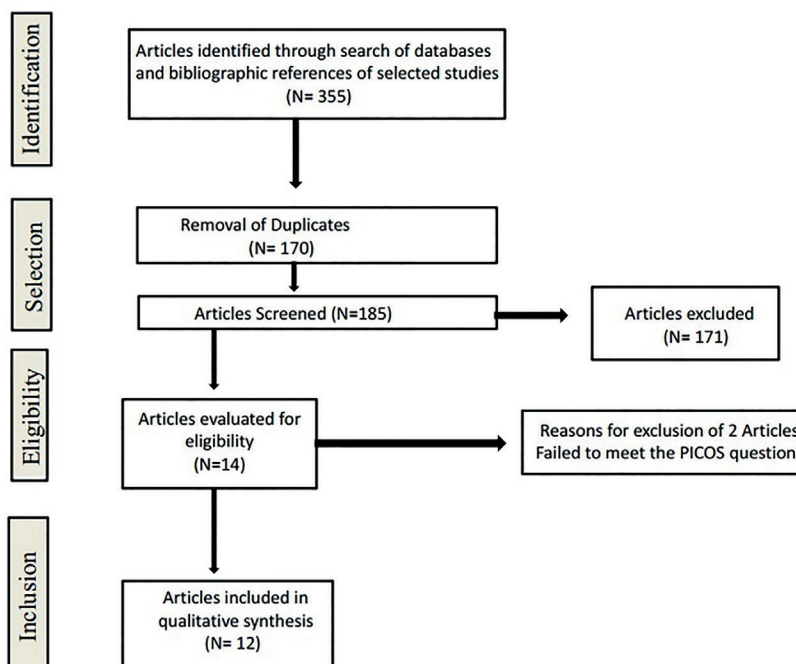 Identification
Articles identified through search of databases
and bibliographic references of selected studies
(N= 355)
Selection
Removal of Duplicates
(N= 170)
Articles Screened (N=185)
Articles excluded
(N= 171)
Eligibility
Articles evaluated for
eligibility
(N=14)
Reasons for exclusion of 2 Articles
Failed to meet the PICOS question
Inclusion
Articles included in
qualitative synthesis
(N= 12)